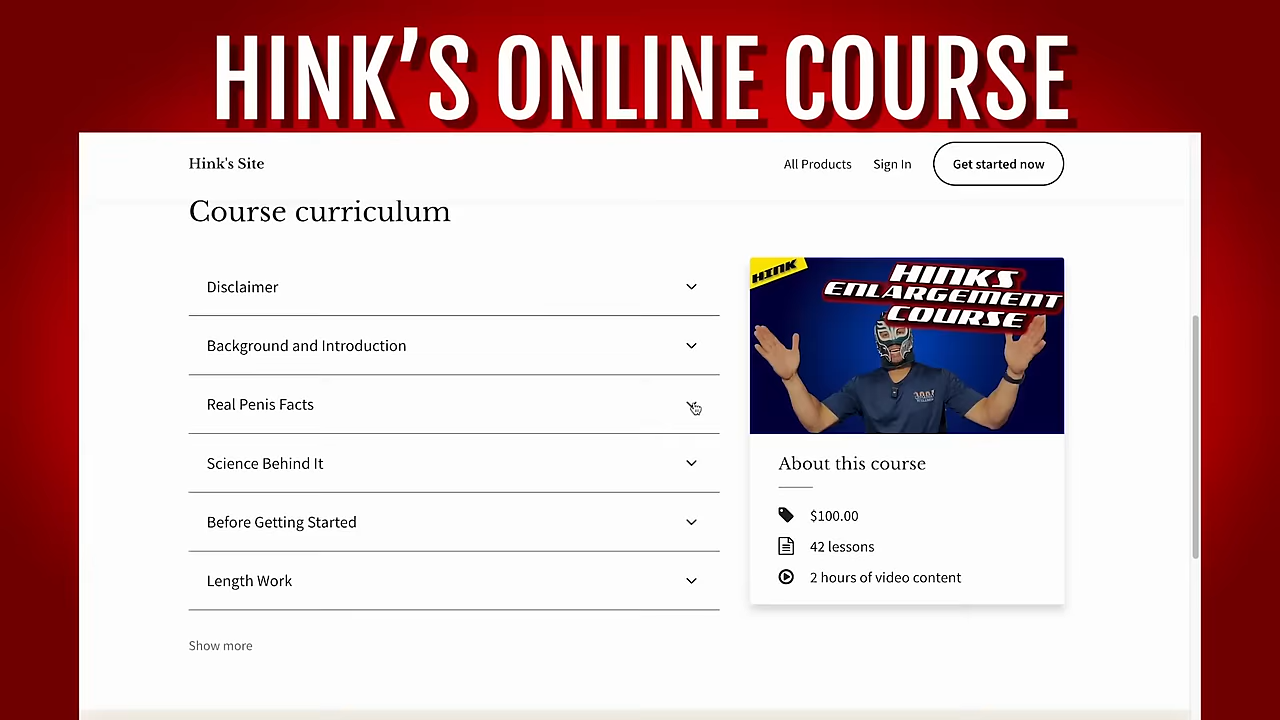 HINK'S ONLINE COURSE
Hink's Site
All Products
Sign In
Get started now
Course curriculum
Disclaimer
Background and Introduction
Real Penis Facts
Science Behind It
Before Getting Started
Length Work
Show more
HINK
HINKS
ENLARGEMENT
COURSE
About this course
$100.00
42 lessons
2 hours of video content